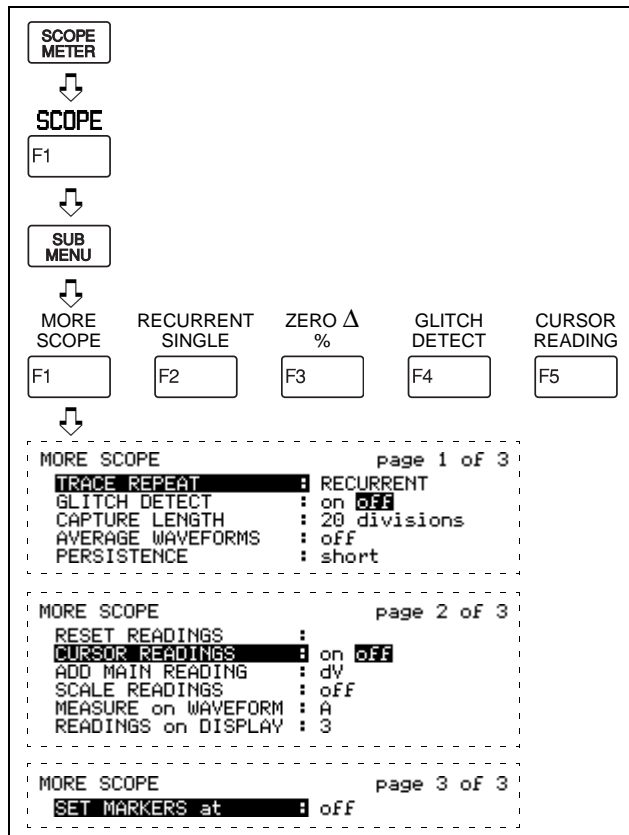 SCOPE
METER
SCOPE
F1
SUB
MENU
MORE SCOPE
RECURRENT SINGLE
ZERO Δ %
GLITCH DETECT
CURSOR READING
F1
F2
F3
F4
F5
MORE SCOPE page 1 of 3
TRACE REPEAT : RECURRENT
GLITCH DETECT : on off
CAPTURE LENGTH : 20 divisions
AVERAGE WAVEFORMS : off
PERSISTENCE : short
MORE SCOPE page 2 of 3
RESET READINGS :
CURSOR READINGS : on off
ADD MAIN READING : dV
SCALE READINGS : off
MEASURE on WAVEFORM : A
READINGS on DISPLAY : 3
MORE SCOPE page 3 of 3
SET MARKERS at : off